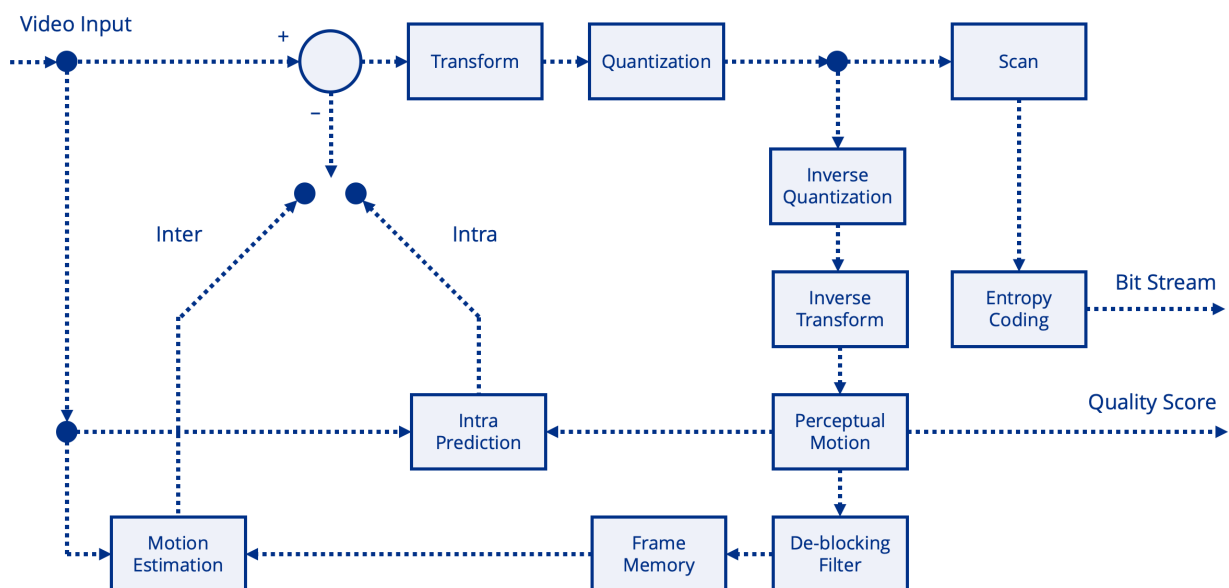 Video Input
+
Transform
Quantization
Scan
–
Inverse
Quantization
Inter
Intra
Inverse
Transform
Entropy
Coding
Bit Stream
Quality Score
Intra
Prediction
Perceptual
Motion
Motion
Estimation
Frame
Memory
De-blocking
Filter